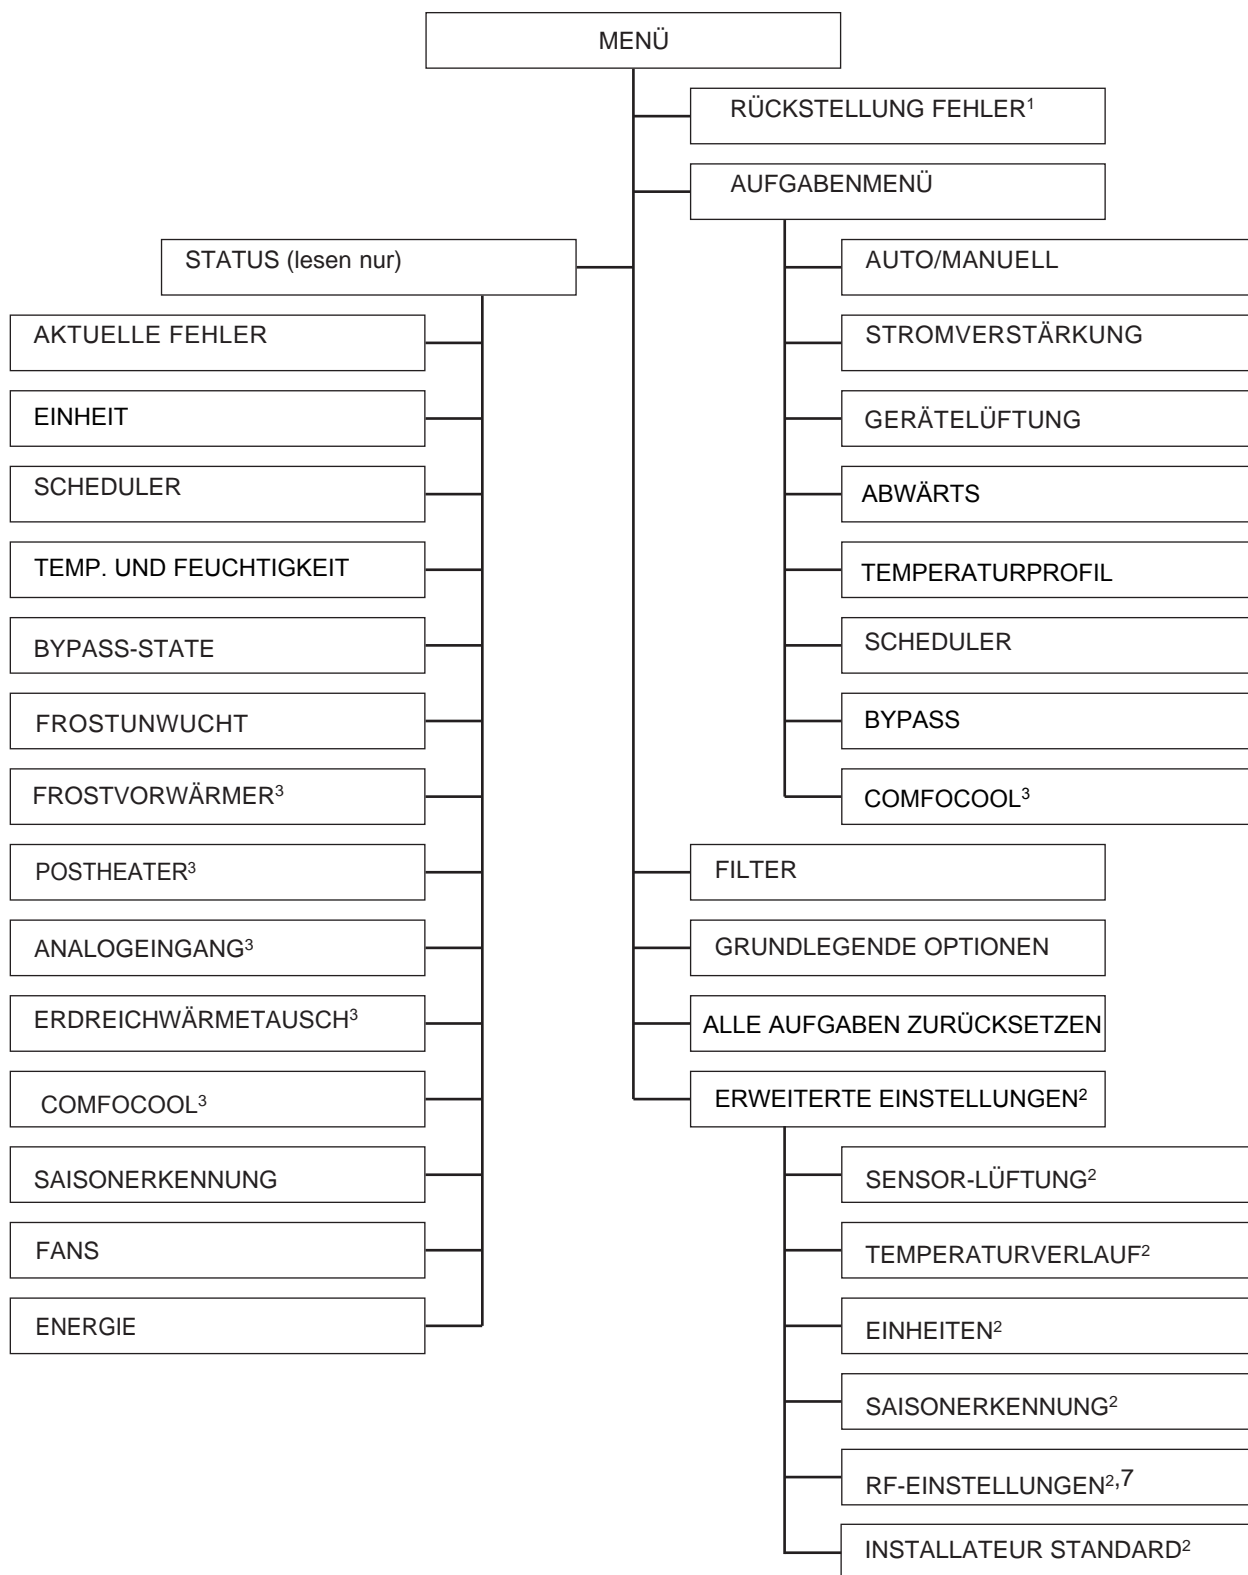 MENÜ
RÜCKSTELLUNG FEHLER¹
AUFGABENMENÜ
AUTO/MANUELL
STROMVERSTÄRKUNG
GERÄTELÜFTUNG
ABWÄRTS
TEMPERATURPROFIL
SCHEDULER
BYPASS
COMFOCOOL³
STATUS (lesen nur)
AKTUELLE FEHLER
EINHEIT
SCHEDULER
TEMP. UND FEUCHTIGKEIT
BYPASS-STATE
FROSTUNWUCHT
FROSTVORWÄRMER³
POSTHEATER³
ANALOGEINGANG³
ERDREICHWÄRMETAUSCH³
COMFOCOOL³
SAISONERKENNUNG
FANS
ENERGIE
FILTER
GRUNDLEGENDE OPTIONEN
ALLE AUFGABEN ZURÜCKSETZEN
ERWEITERTE EINSTELLUNGEN²
SENSOR-LÜFTUNG²
TEMPERATURVERLAUF²
EINHEITEN²
SAISONERKENNUNG²
RF-EINSTELLUNGEN²,7
INSTALLATEUR STANDARD²